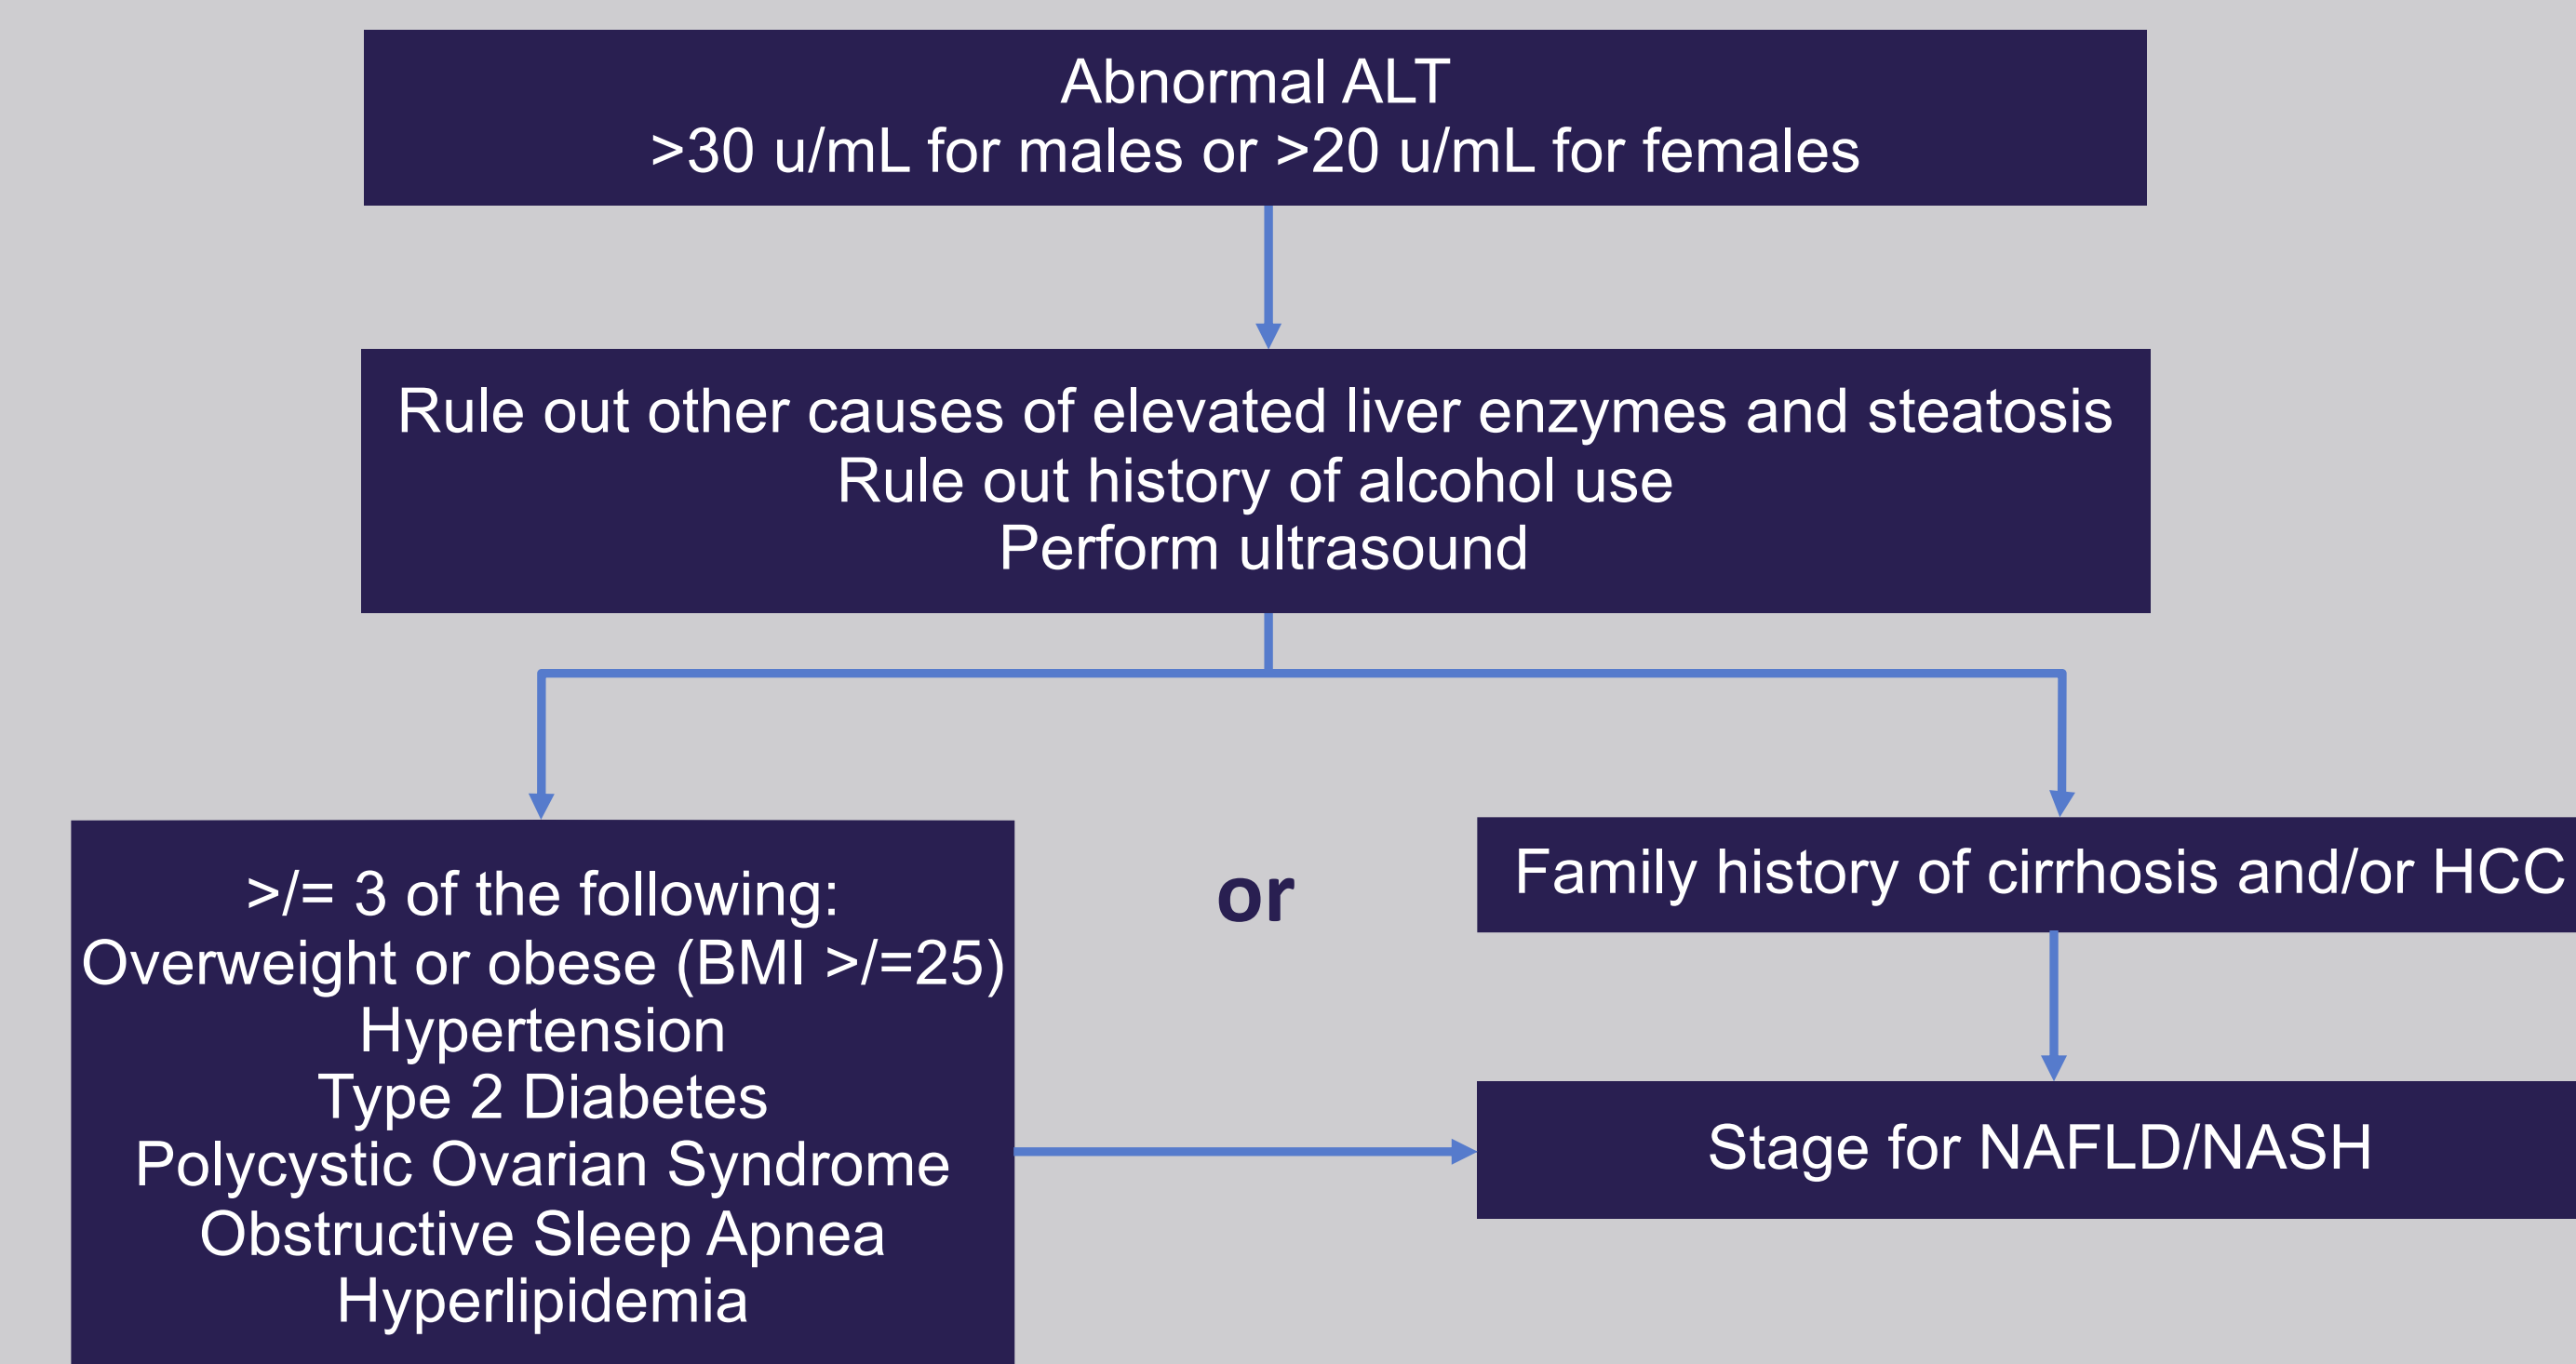 Abnormal ALT
>30 u/mL for males or >20 u/mL for females
Rule out other causes of elevated liver enzymes and steatosis
Rule out history of alcohol use
Perform ultrasound
>/= 3 of the following:
Overweight or obese (BMI >/=25)
Hypertension
Type 2 Diabetes
Polycystic Ovarian Syndrome
Obstructive Sleep Apnea
Hyperlipidemia
or
Family history of cirrhosis and/or HCC
Stage for NAFLD/NASH